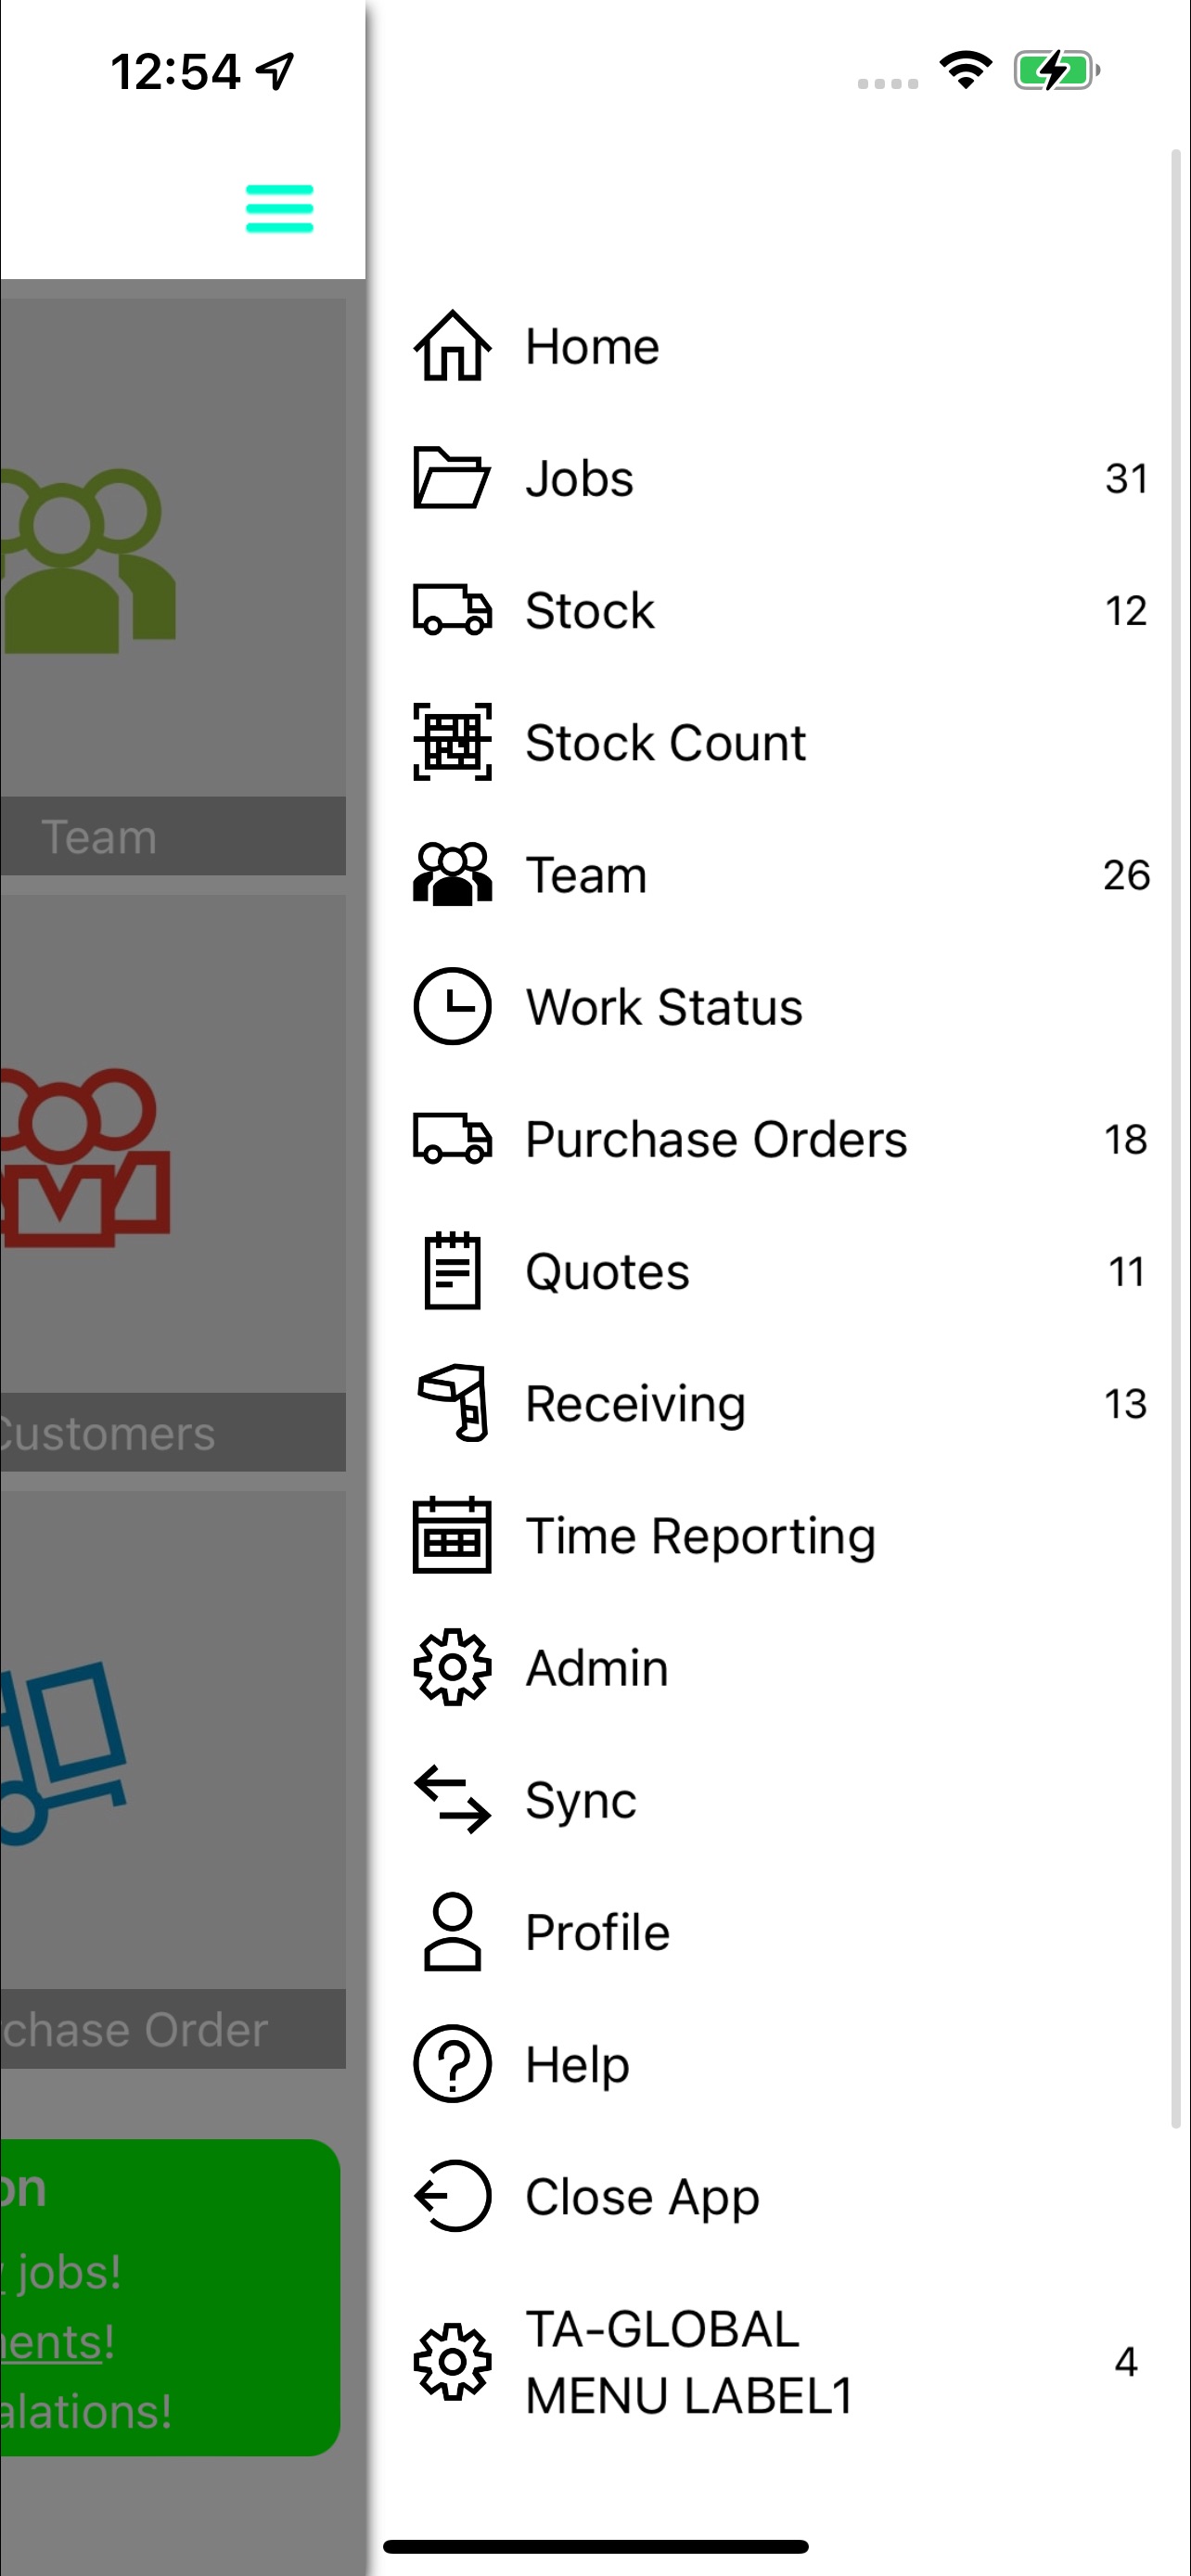 12:54
Home
Jobs 31
Stock 12
Stock Count
Team 26
Work Status
Purchase Orders 18
Quotes 11
Receiving 13
Time Reporting
Admin
Sync
Profile
Help
Close App
TA-GLOBAL
MENU LABEL1 4
Team
Customers
chase Order
on
jobs!
ents!
alations!